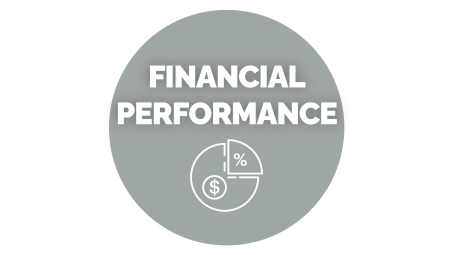 FINANCIAL
PERFORMANCE
%
$